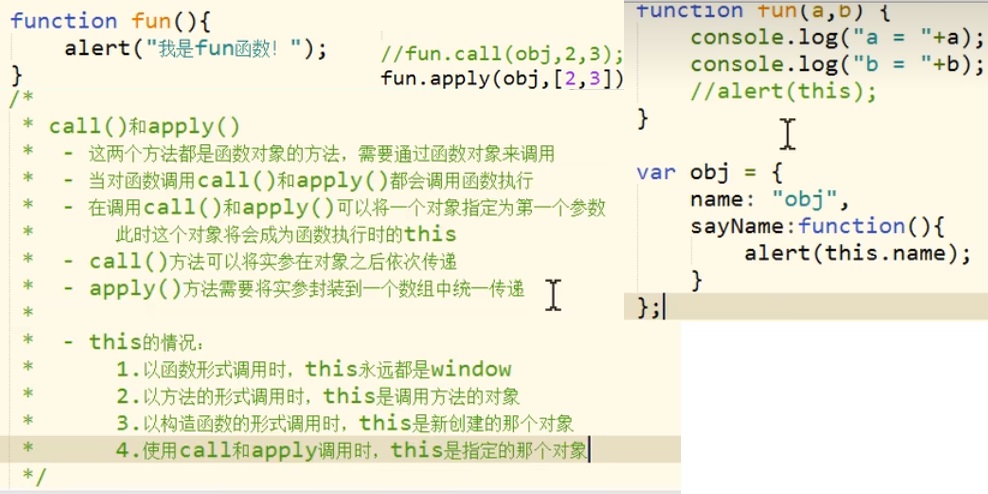 function fun(){
    alert("我是fun函数！");
}
//fun.call(obj,2,3);
fun.apply(obj,[2,3])
/*
 * call()和apply()
 *  - 这两个方法都是函数对象的方法，需要通过函数对象来调用
 *  - 当对函数调用call()和apply()都会调用函数执行
 *  - 在调用call()和apply()可以将一个对象指定为第一个参数
 *      此时这个对象将会成为函数执行时的this
 *  - call()方法可以将实参在对象之后依次传递
 *  - apply()方法需要将实参封装到一个数组中统一传递
 *
 *  - this的情况：
 *      1.以函数形式调用时，this永远都是window
 *      2.以方法的形式调用时，this是调用方法的对象
 *      3.以构造函数的形式调用时，this是新创建的那个对象
 *      4.使用call和apply调用时，this是指定的那个对象
 */
function fun(a,b) {
    console.log("a = "+a);
    console.log("b = "+b);
    //alert(this);
}
var obj = {
    name: "obj",
    sayName:function(){
        alert(this.name);
    }
};